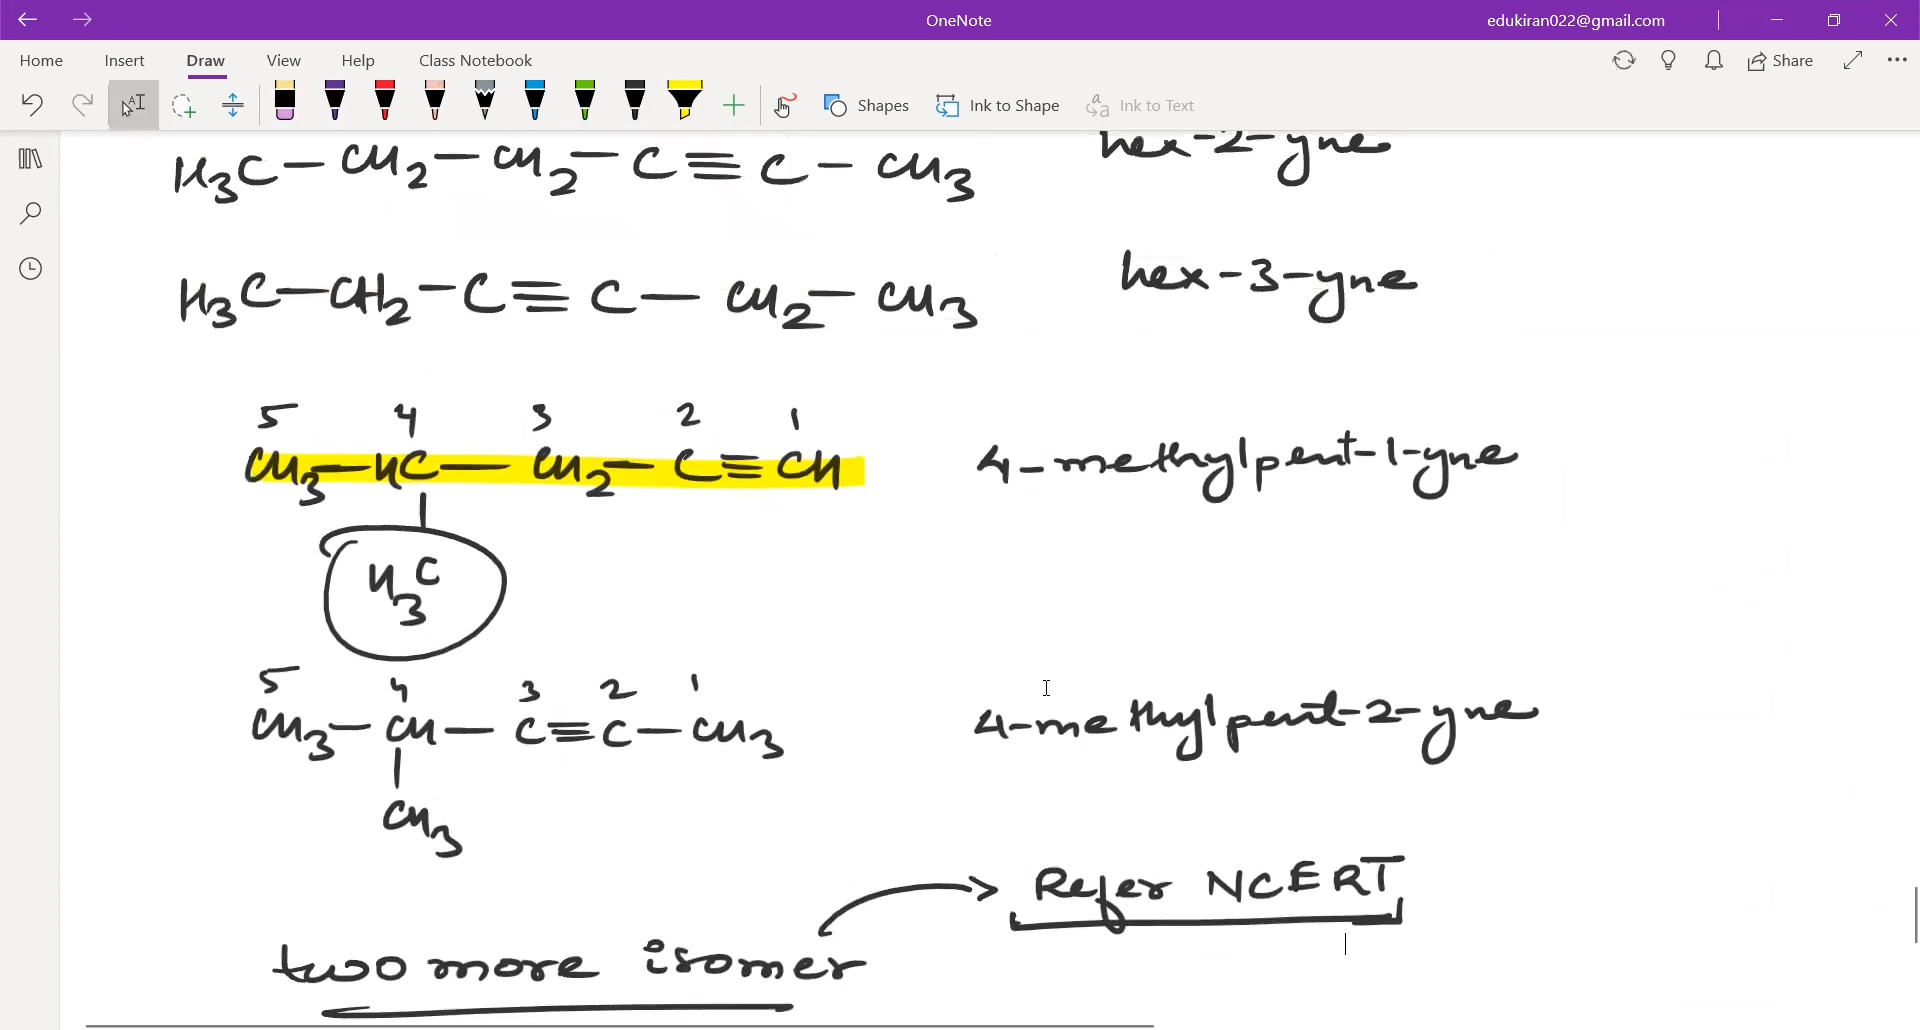 OneNote
edukiran022@gmail.com
Home Insert Draw View Help Class Notebook
Share
Shapes Ink to Shape Ink to Text
H3C－CH2－CH2－C≡C－CH3 hex-2-yne
H3C－CH2－C≡C－CH2－CH3 hex-3-yne
5 4 3 2 1
CH3－HC－CH2－C≡CH 4-methylpent-1-yne
|
H3C
5 4 3 2 1
CH3－CH－C≡C－CH3 4-methylpent-2-yne
|
CH3
Refer NCERT
two more isomer